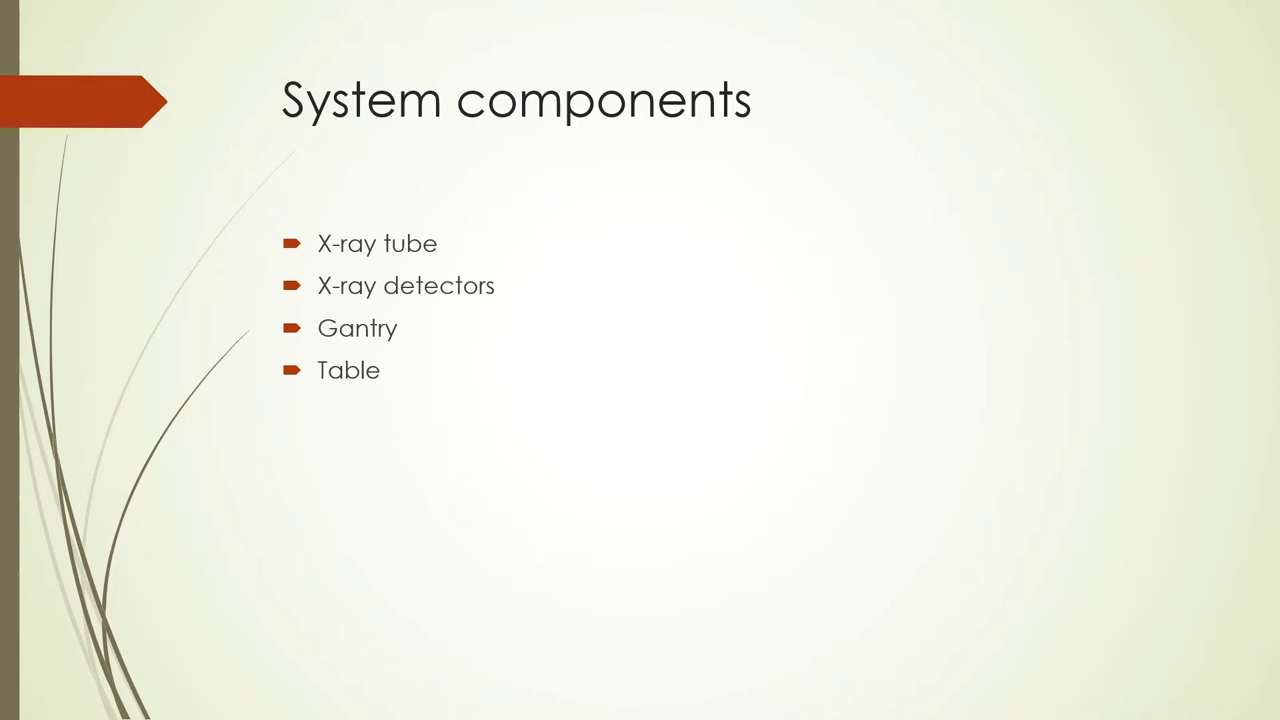 System components
X-ray tube
X-ray detectors
Gantry
Table